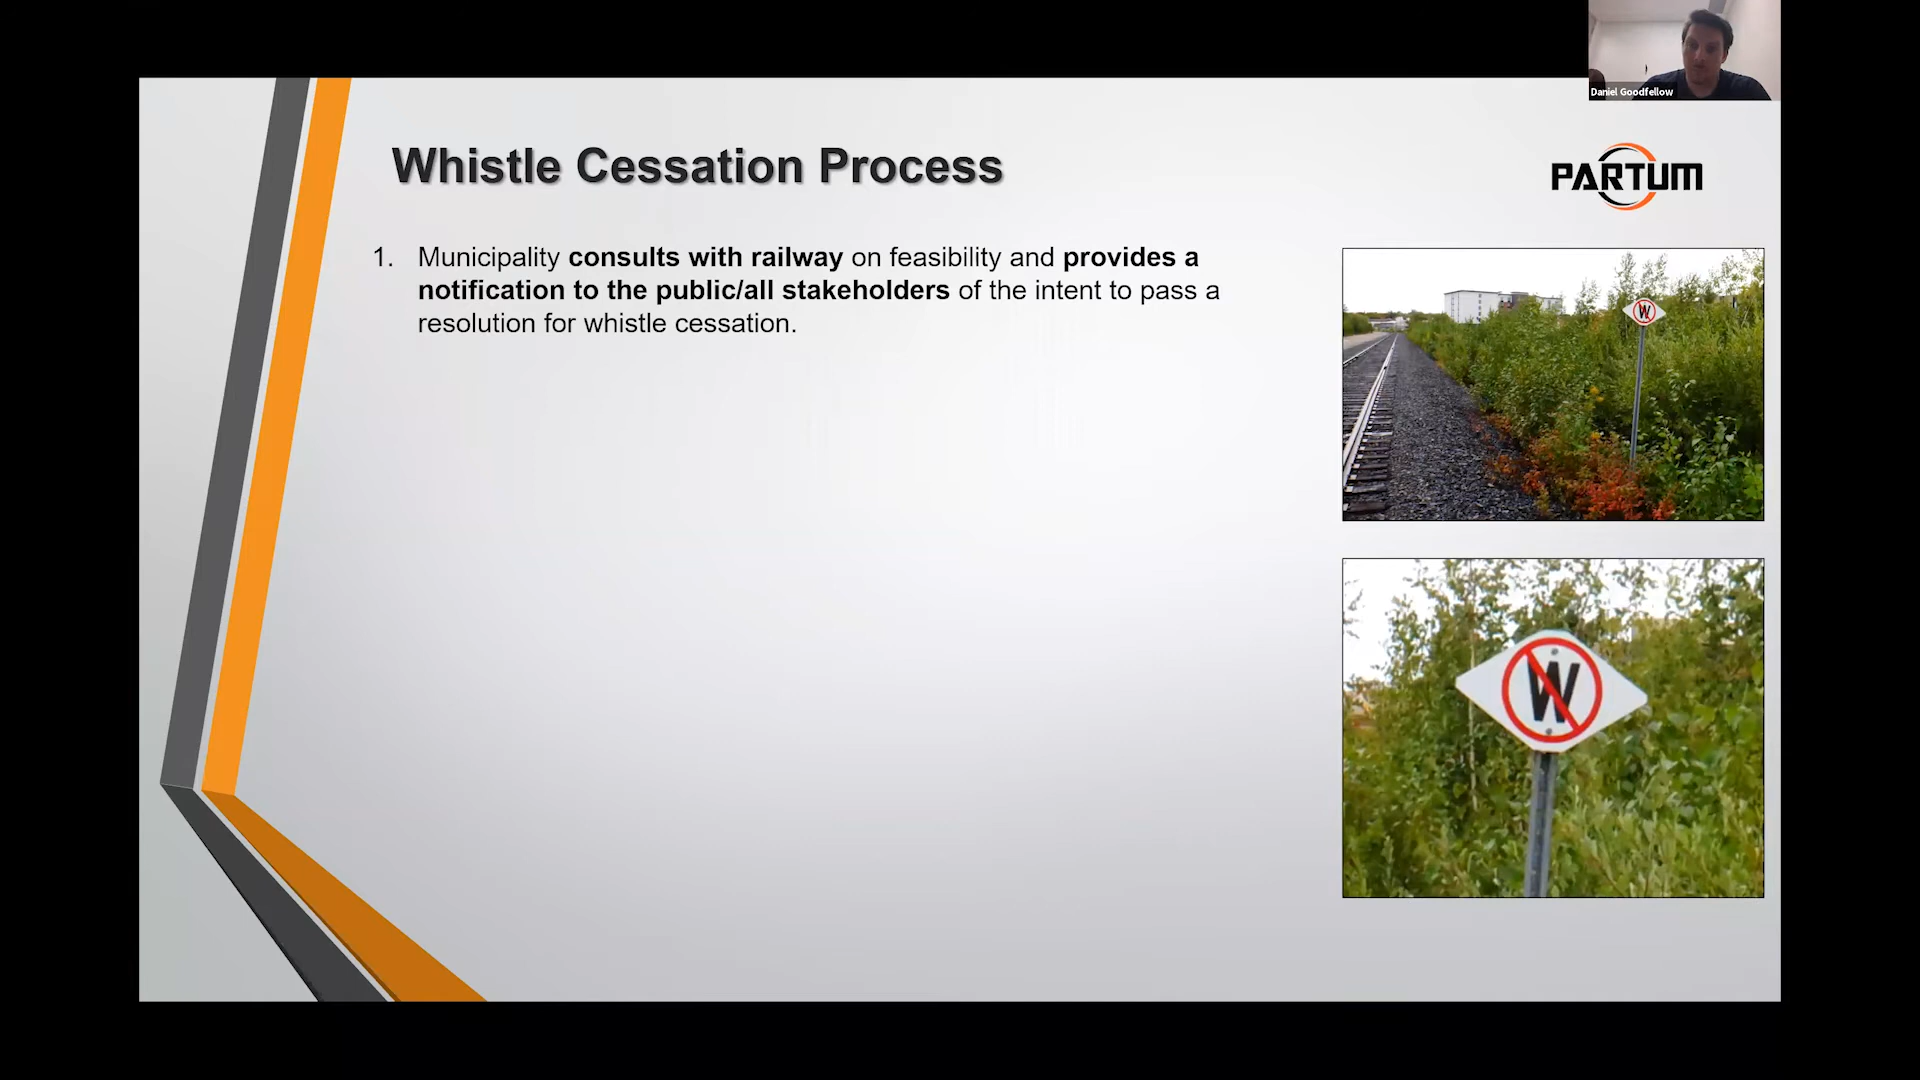 Daniel Goodfellow
Whistle Cessation Process
PARTUM
1. Municipality consults with railway on feasibility and provides a
notification to the public/all stakeholders of the intent to pass a
resolution for whistle cessation.
W
W